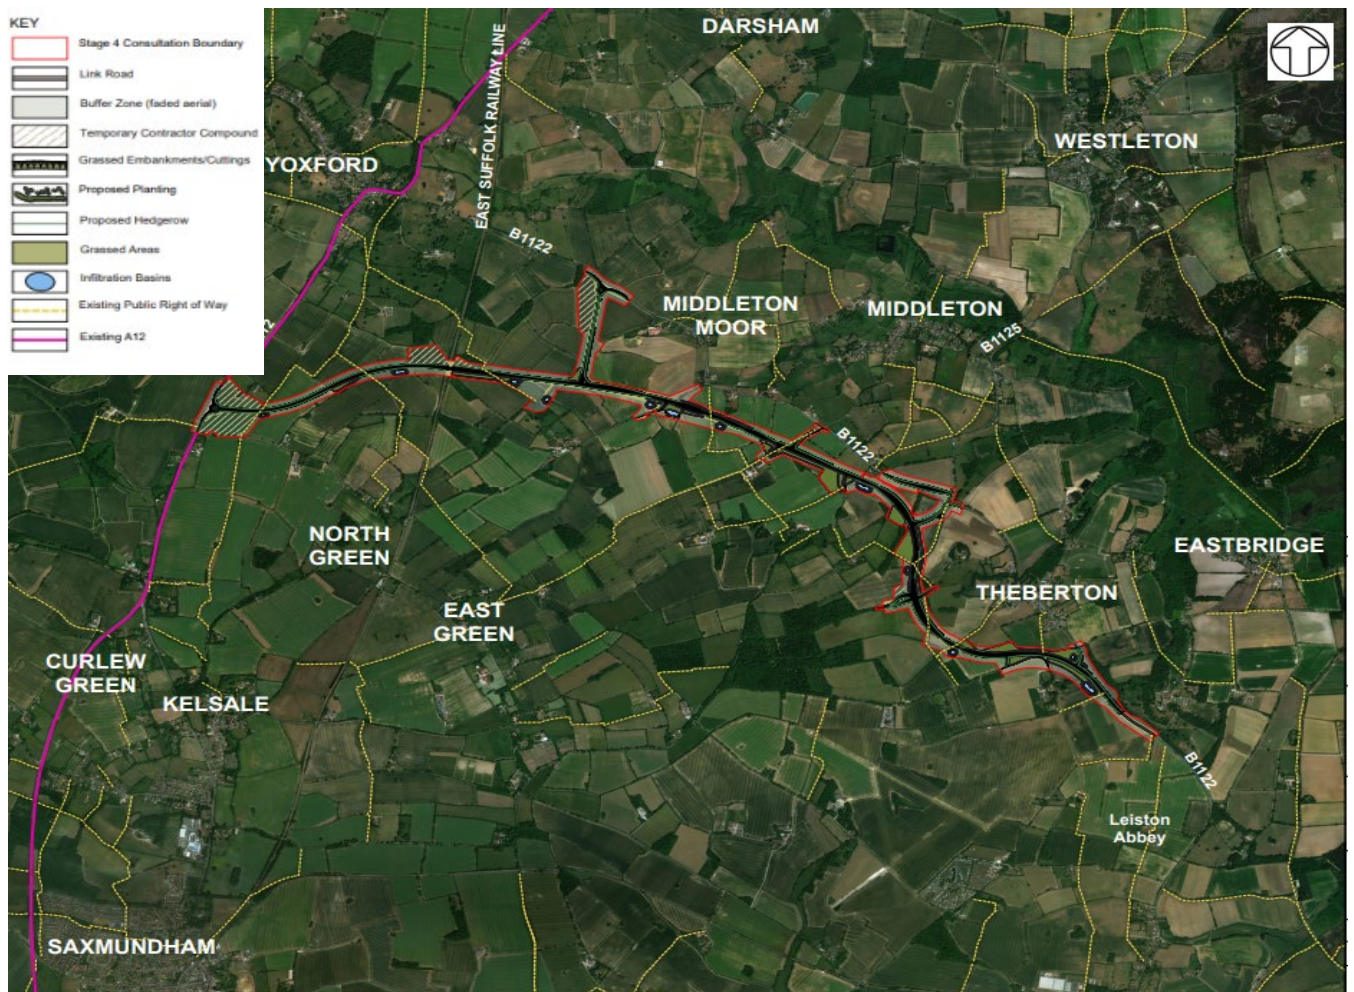 KEY
Stage 4 Consultation Boundary
Link Road
Buffer Zone (faded aerial)
Temporary Contractor Compound
Grassed Embankments/Cuttings
Proposed Planting
Proposed Hedgerow
Grassed Areas
Infiltration Basins
Existing Public Right of Way
Existing A12
DARSHAM
EAST SUFFOLK RAILWAY LINE
WESTLETON
YOXFORD
B1122
MIDDLETON
MOOR
MIDDLETON
B1125
B1122
NORTH
GREEN
EASTBRIDGE
THEBERTON
EAST
GREEN
CURLEW
GREEN
KELSALE
B1122
Leiston
Abbey
SAXMUNDHAM